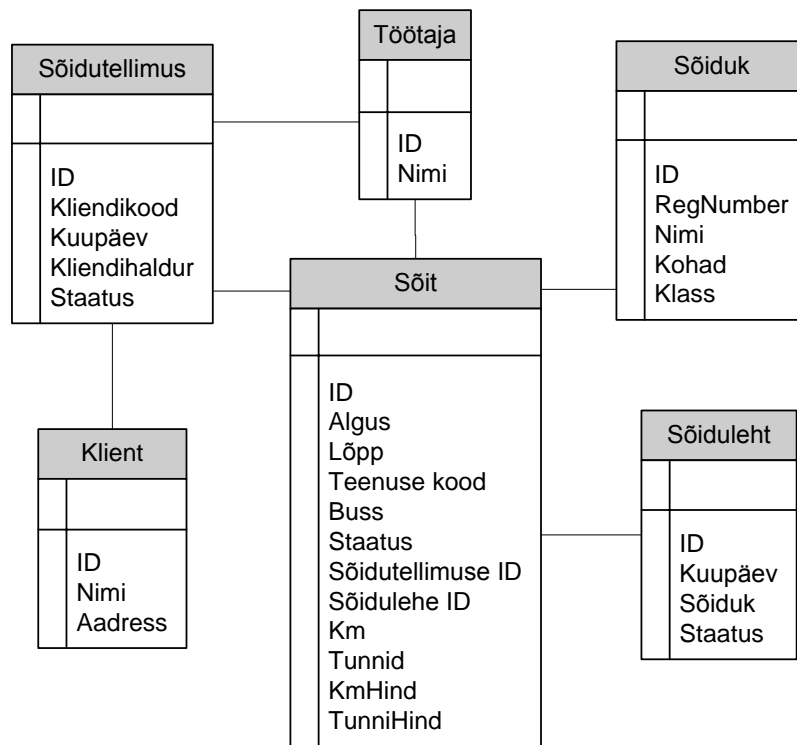 Sõidutellimus
ID
Kliendikood
Kuupäev
Kliendihaldur
Staatus
Töötaja
ID
Nimi
Sõiduk
ID
RegNumber
Nimi
Kohad
Klass
Klient
ID
Nimi
Aadress
Sõit
ID
Algus
Lõpp
Teenuse kood
Buss
Staatus
Sõidutellimuse ID
Sõidulehe ID
Km
Tunnid
KmHind
TunniHind
Sõiduleht
ID
Kuupäev
Sõiduk
Staatus